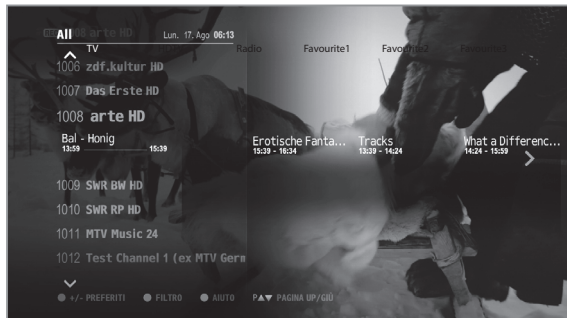 All
Lun. 17. Ago 06:13
TV Radio Favourite1 Favourite2 Favourite3
1006 zdf.kultur HD
1007 Das Erste HD
1008 arte HD
Bal - Honig
13:59 15:39
Erotische Fanta...
15:39 - 16:34
Tracks
13:39 - 14:24
What a Differenc...
14:24 - 15:59
1009 SWR BW HD
1010 SWR RP HD
1011 MTV Music 24
1012 Test Channel 1 (ex MTV Germ
+/- PREFERITI FILTRO AIUTO P▲▼ PAGINA UP/GIÙ